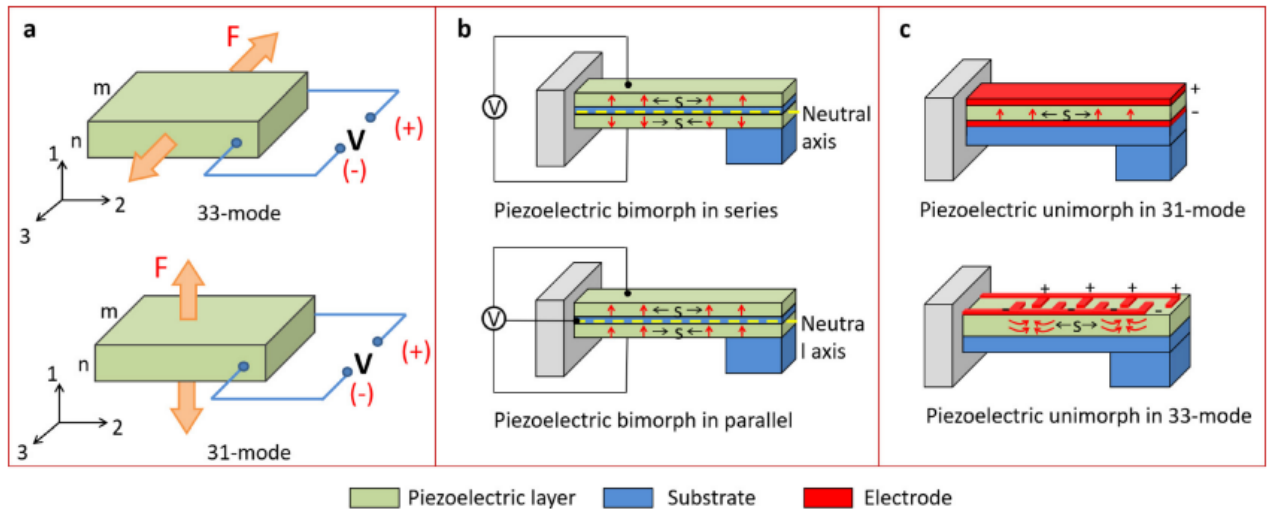 a
F
m
n
V
(+)
(-)
1
2
3
33-mode
F
m
n
V
(+)
(-)
1
2
3
31-mode
b
V
← S →
→ S ←
Neutral
axis
Piezoelectric bimorph in series
V
← S →
→ S ←
Neutra
l axis
Piezoelectric bimorph in parallel
c
+
← S →
-
Piezoelectric unimorph in 31-mode
+ + + +
- - - -
← S →
Piezoelectric unimorph in 33-mode
Piezoelectric layer
Substrate
Electrode